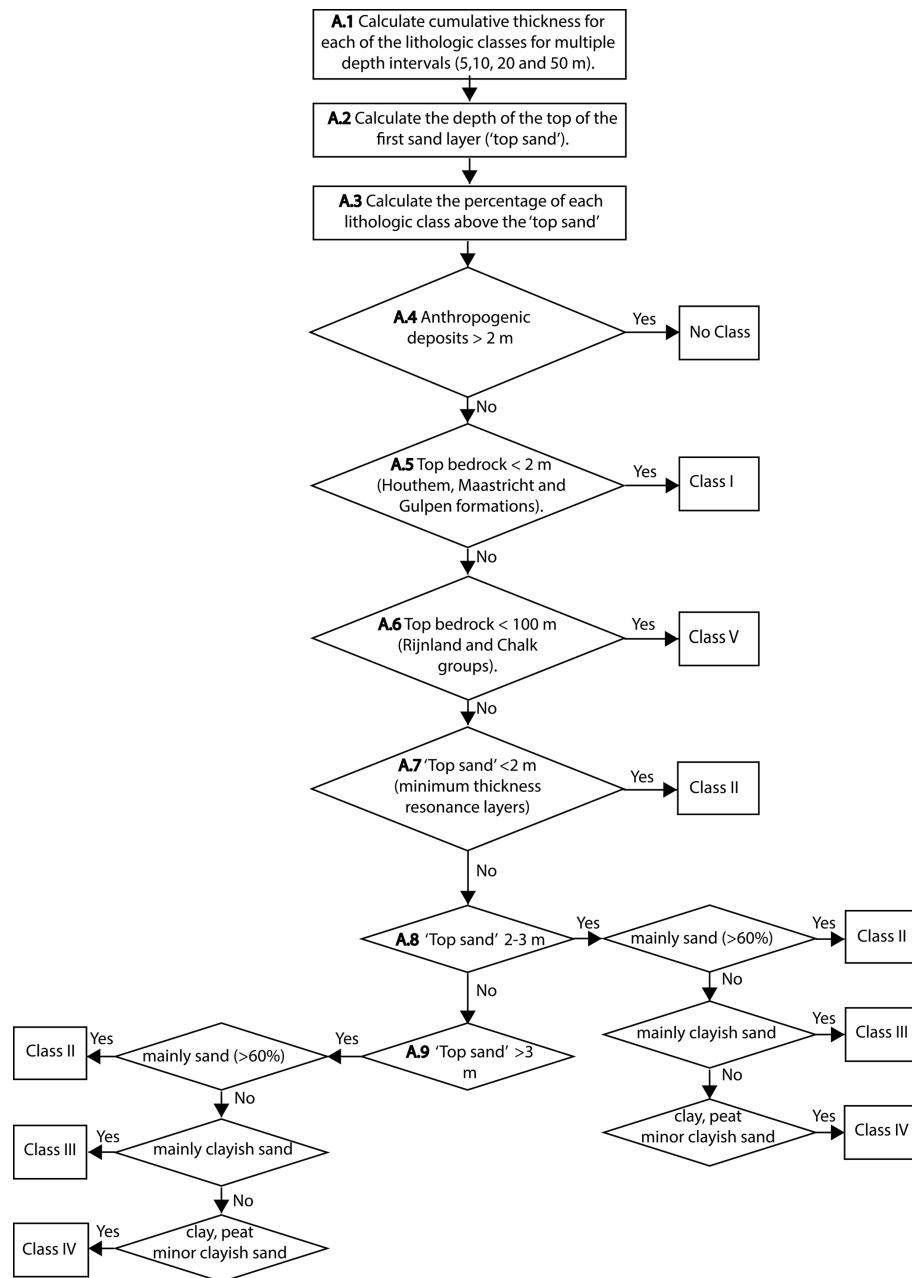 A.1 Calculate cumulative thickness for
each of the lithologic classes for multiple
depth intervals (5,10, 20 and 50 m).
A.2 Calculate the depth of the top of the
first sand layer (‘top sand’).
A.3 Calculate the percentage of each
lithologic class above the ‘top sand’
A.4 Anthropogenic
deposits > 2 m
Yes
No Class
No
A.5 Top bedrock < 2 m
(Houthem, Maastricht and
Gulpen formations).
Yes
Class I
No
A.6 Top bedrock < 100 m
(Rijnland and Chalk
groups).
Yes
Class V
No
A.7 ‘Top sand’ <2 m
(minimum thickness
resonance layers)
Yes
Class II
No
A.8 ‘Top sand’ 2-3 m
Yes
mainly sand (>60%)
Yes
Class II
No
mainly clayish sand
Yes
Class III
No
clay, peat
minor clayish sand
Yes
Class IV
No
A.9 ‘Top sand’ >3
m
Yes
mainly sand (>60%)
Yes
Class II
No
mainly clayish sand
Yes
Class III
No
clay, peat
minor clayish sand
Yes
Class IV